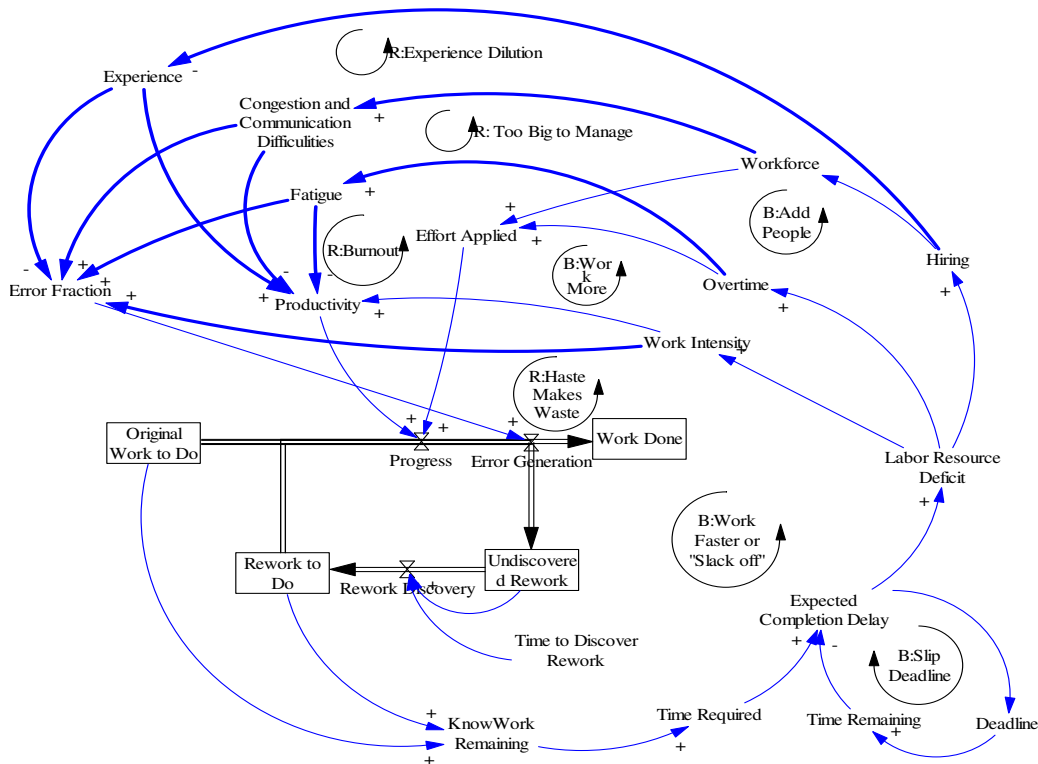 R:Experience Dilution
Experience
-
Congestion and
Communication
Difficulities
+
R: Too Big to Manage
Workforce
Fatigue
+
+
Effort Applied
+
B:Add
People
R:Burnout
B:Wor
k
More
Hiring
+
Overtime
+
-
+
+
+
Error Fraction
+
-
-
+
Productivity
+
Work Intensity
+
R:Haste
Makes
Waste
Original
Work to Do
+
+
Progress
+
Error Generation
Work Done
Labor Resource
Deficit
+
B:Work
Faster or
"Slack off"
Rework to
Do
Rework Discovery
+
Undiscovere
d Rework
Time to Discover
Rework
Expected
Completion Delay
+
-
B:Slip
Deadline
+
KnowWork
Remaining
+
Time Required
+
Time Remaining
+
Deadline